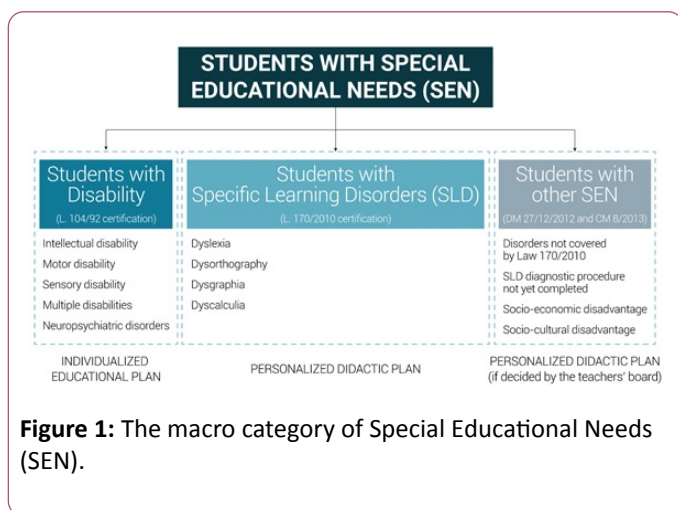 STUDENTS WITH SPECIAL
EDUCATIONAL NEEDS (SEN)
Students with
Disability
(L. 104/92 certification)
Intellectual disability
Motor disability
Sensory disability
Multiple disabilities
Neuropsychiatric disorders
INDIVIDUALIZED
EDUCATIONAL PLAN
Students with
Specific Learning Disorders (SLD)
(L. 170/2010 certification)
Dyslexia
Dysorthography
Dysgraphia
Dyscalculia
PERSONALIZED DIDACTIC PLAN
Students with
other SEN
(DM 27/12/2012 and CM 8/2013)
Disorders not covered
by Law 170/2010
SLD diagnostic procedure
not yet completed
Socio-economic disadvantage
Socio-cultural disadvantage
PERSONALIZED DIDACTIC PLAN
(if decided by the teachers' board)
Figure 1: The macro category of Special Educational Needs
(SEN).